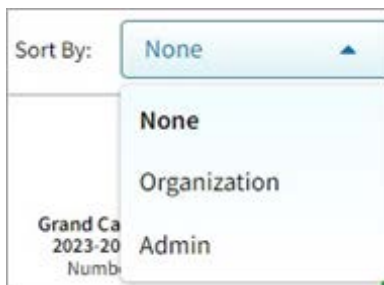 Sort By: None
None
Organization
Grand Ca
2023-20
Admin
Numb